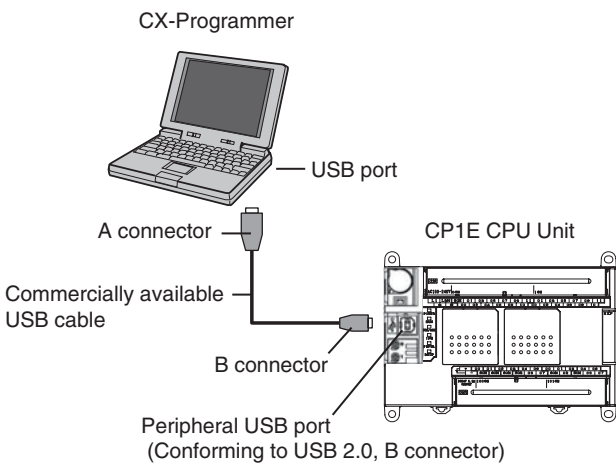 CX-Programmer
USB port
A connector
CP1E CPU Unit
Commercially available
USB cable
B connector
Peripheral USB port
(Conforming to USB 2.0, B connector)